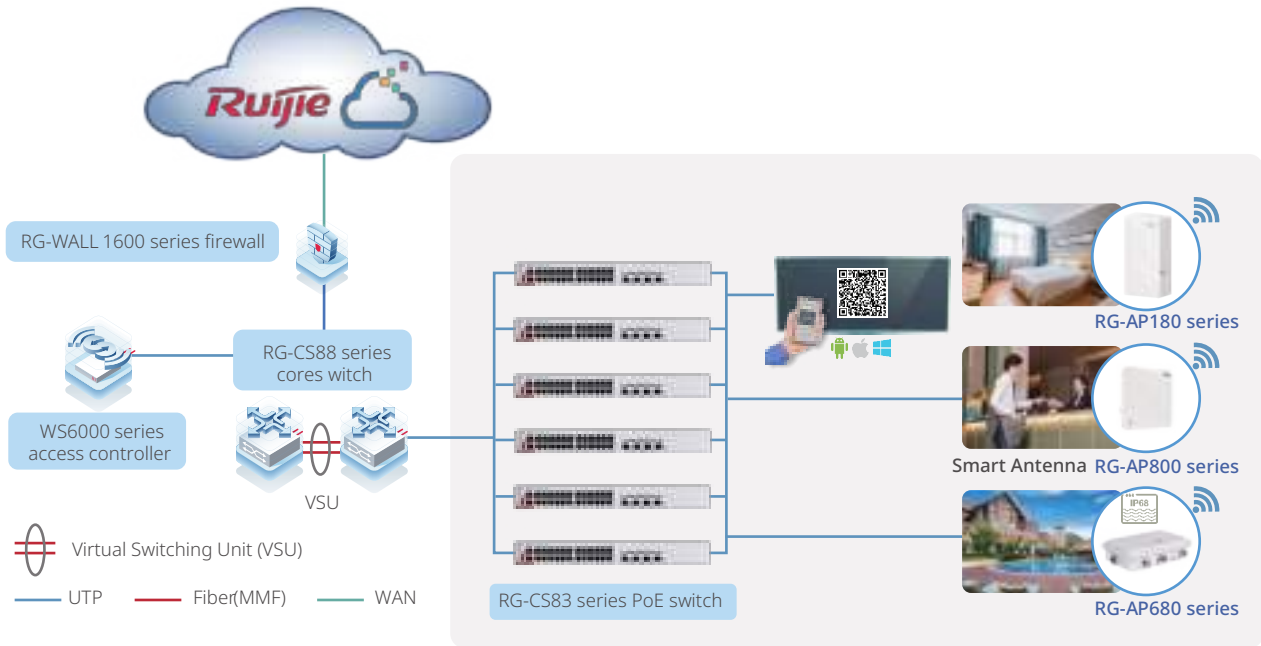 Ruijie
RG-WALL 1600 series firewall
RG-CS88 series
cores witch
WS6000 series
access controller
VSU
Virtual Switching Unit (VSU)
UTP
Fiber(MMF)
WAN
RG-CS83 series PoE switch
RG-AP180 series
Smart Antenna
RG-AP800 series
IP68
RG-AP680 series